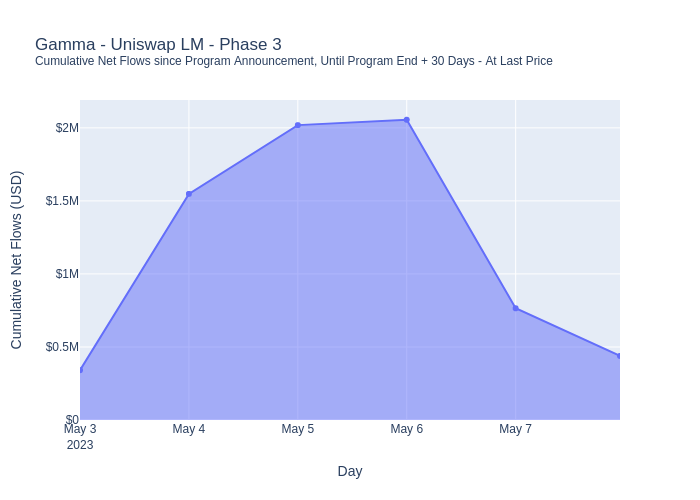 Gamma - Uniswap LM - Phase 3
Cumulative Net Flows since Program Announcement, Until Program End + 30 Days - At Last Price
Cumulative Net Flows (USD)
$2M
$1.5M
$1M
$0.5M
$0
May 3 May 4 May 5 May 6 May 7
2023
Day